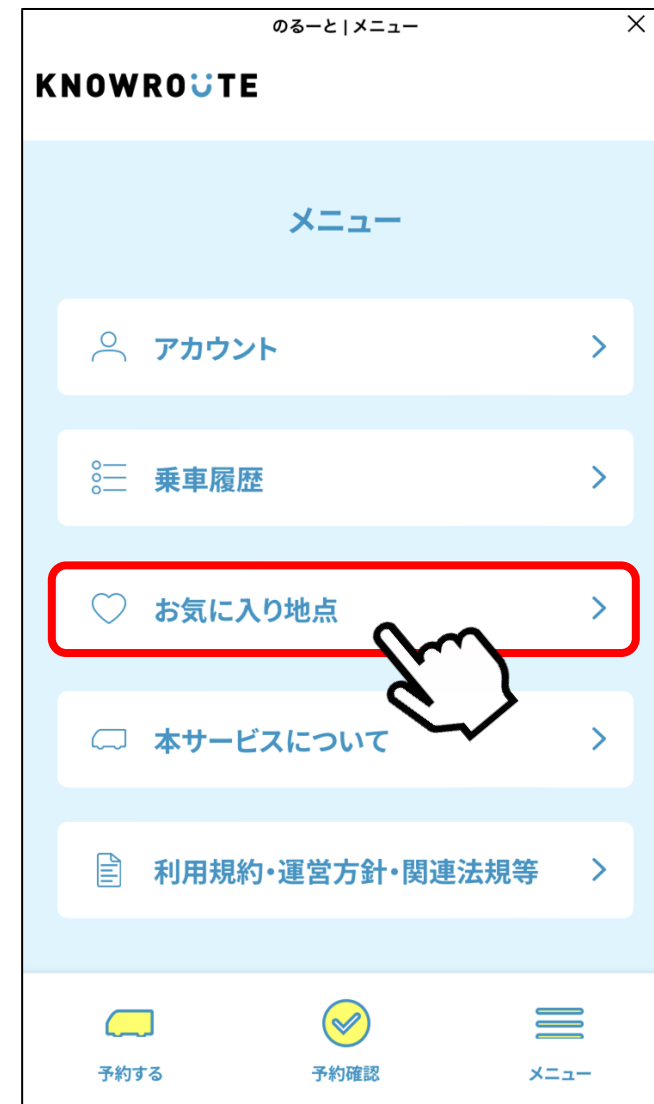 のるーと | メニュー
KNOWROUTE
メニュー
アカウント
乗車履歴
お気に入り地点
本サービスについて
利用規約・運営方針・関連法規等
予約する
予約確認
メニュー